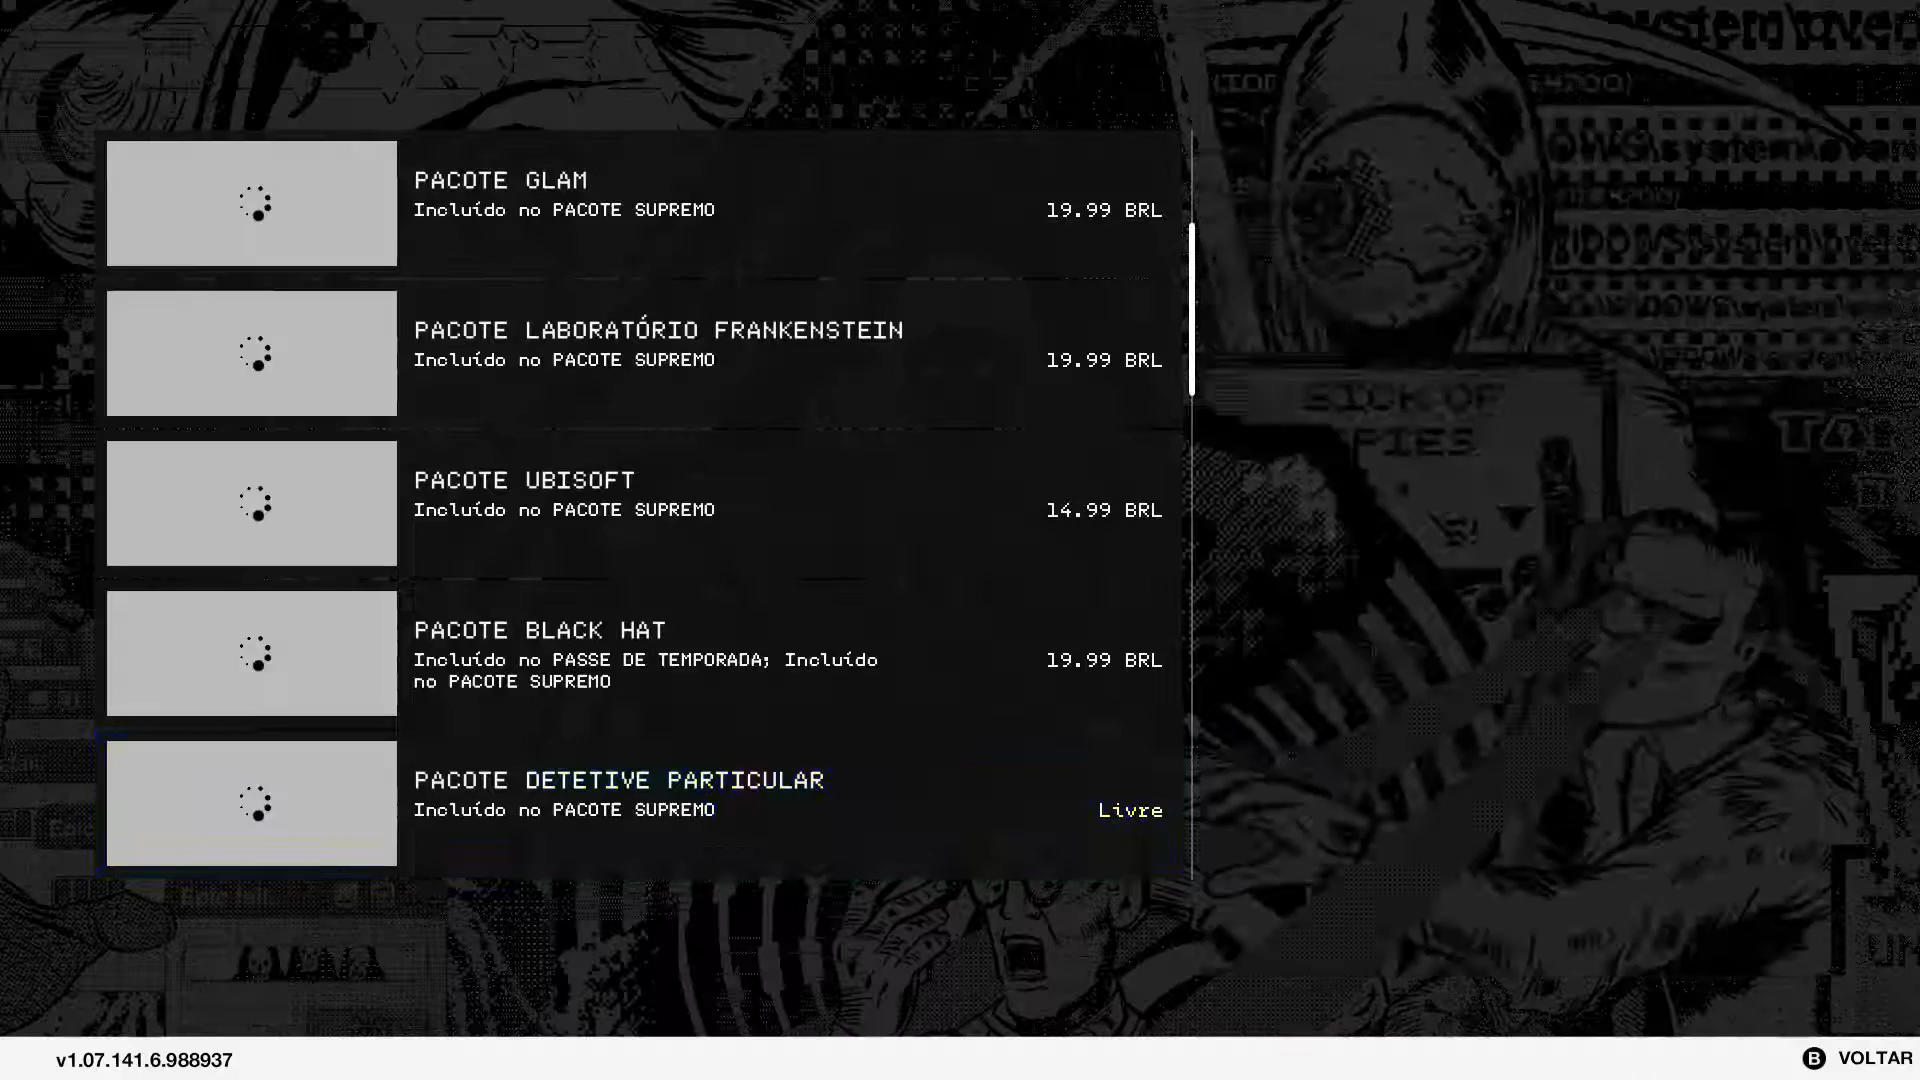 PACOTE GLAM
Incluído no PACOTE SUPREMO
19.99 BRL
PACOTE LABORATÓRIO FRANKENSTEIN
Incluído no PACOTE SUPREMO
19.99 BRL
PACOTE UBISOFT
Incluído no PACOTE SUPREMO
14.99 BRL
PACOTE BLACK HAT
Incluído no PASSE DE TEMPORADA; Incluído
no PACOTE SUPREMO
19.99 BRL
PACOTE DETETIVE PARTICULAR
Incluído no PACOTE SUPREMO
Livre
v1.07.141.6.988937
B VOLTAR